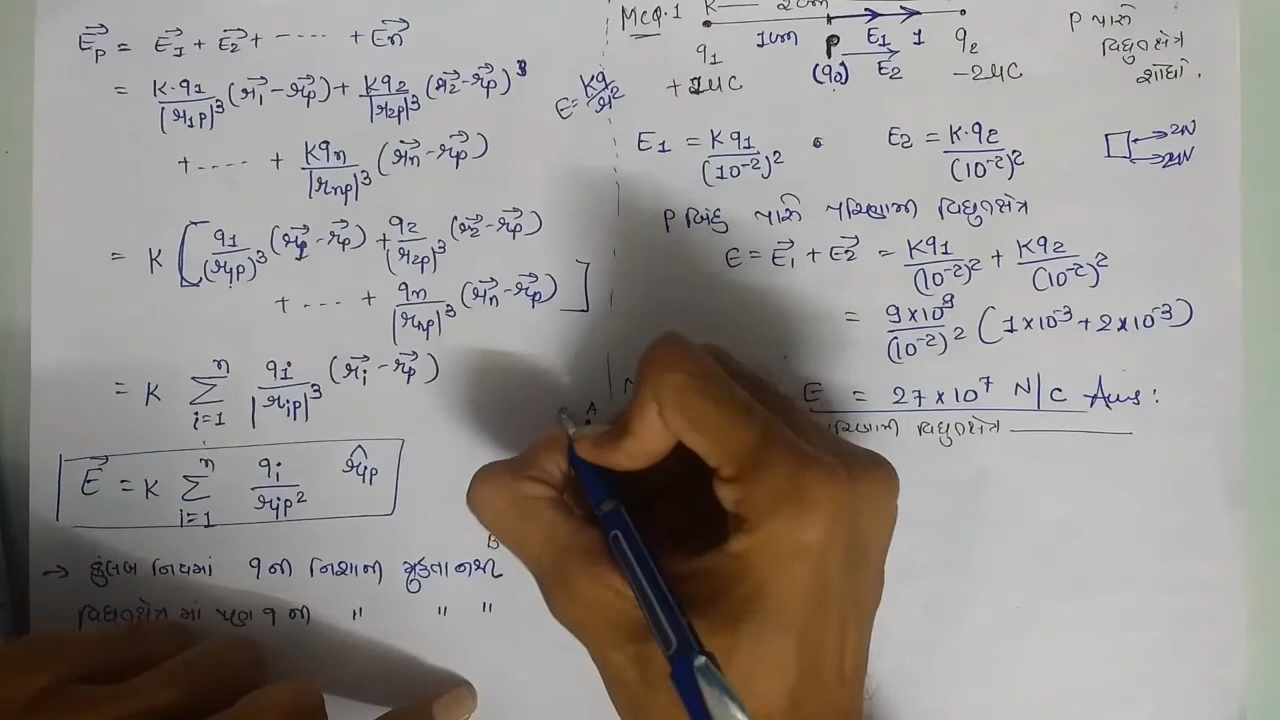 E⃗p = E⃗1 + E⃗2 + ---- + E⃗n
= K·q1/|r1p|³ (r⃗1 - r⃗p) + Kq2/|r2p|³ (r⃗2 - r⃗p)
+ ..... + Kqn/|rnp|³ (r⃗n - r⃗p)
= K [ q1/(r1p)³ (r⃗1 - r⃗p) + q2/(r2p)³ (r⃗2 - r⃗p)
+ ... + qn/|rnp|³ (r⃗n - r⃗p) ]
= K Σ i=1 n qi/|rip|³ (r⃗i - r⃗p)
E⃗ = K Σ i=1 n qi/rip² r̂ip
→ કુલંબ નિયમમાં q ની નિશાની મુકતા નથી
વિદ્યુતક્ષેત્ર માં પણ q ની " " "
E = Kq/r²
MCQ.1 K—— 2cm
1cm P E1 1
q1 (q0) E2 q2
-2µC
P પાસે
વિદ્યુતક્ષેત્ર
શોધો.
E1 = Kq1/(10⁻²)² E2 = K·q2/(10⁻²)² 2N
P બિંદુ પાસે પરિણામી વિદ્યુતક્ષેત્ર
E = E⃗1 + E⃗2 = Kq1/(10⁻²)² + Kq2/(10⁻²)²
= 9×10⁹/(10⁻²)² (1×10⁻³ + 2×10⁻³)
E = 27×10⁷ N/C Ans:
વિદ્યુતક્ષેત્ર
A
B